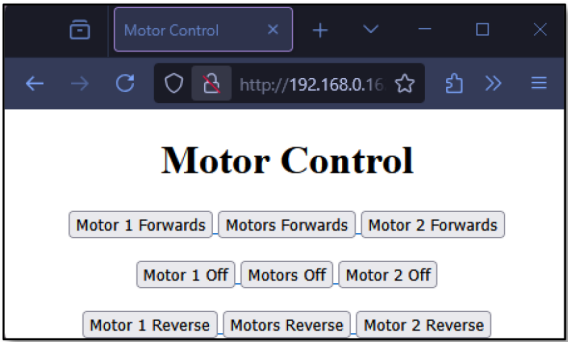 Motor Control
http://192.168.0.16
Motor Control
Motor 1 Forwards Motors Forwards Motor 2 Forwards
Motor 1 Off Motors Off Motor 2 Off
Motor 1 Reverse Motors Reverse Motor 2 Reverse